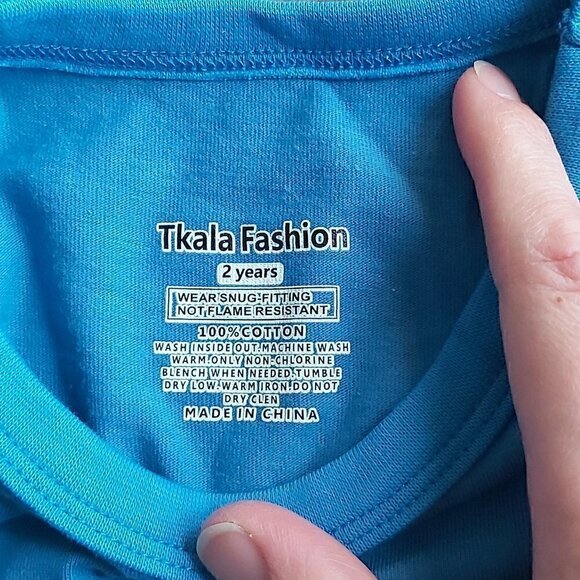 Tkala Fashion
2 years
WEAR SNUG-FITTING
NOT FLAME RESISTANT
100%COTTON
WASH INSIDE OUT.MACHINE WASH
WARM.ONLY NON-CHLORINE
BLENCH WHEN NEEDED.TUMBLE
DRY LOW.WARM IRON.DO NOT
DRY CLEN
MADE IN CHINA